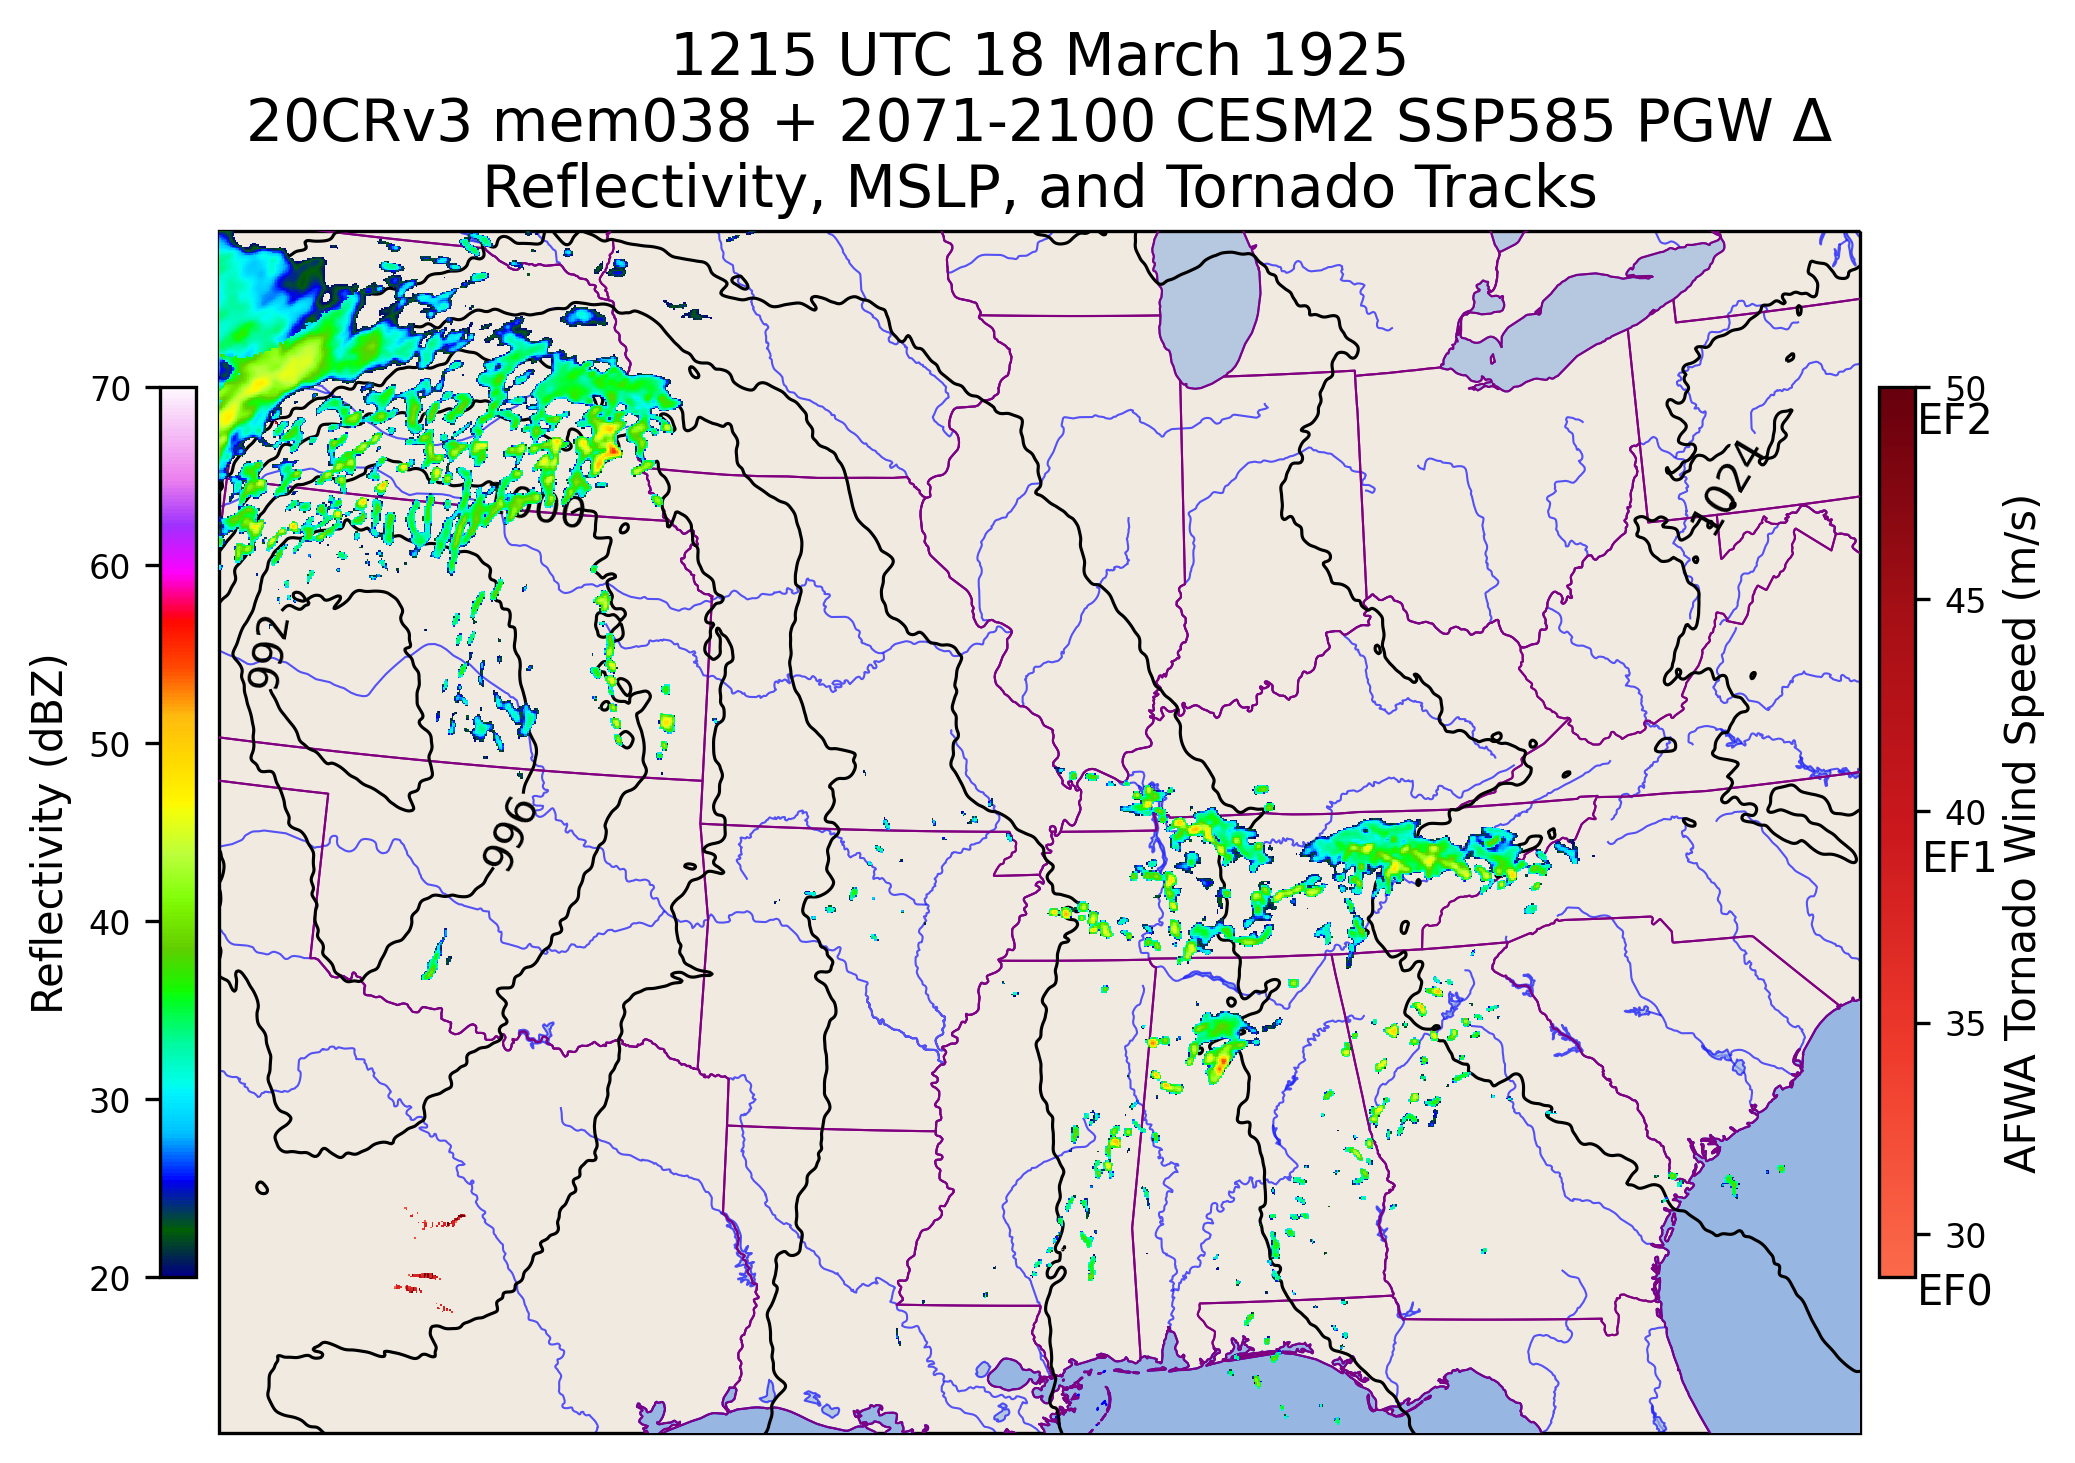 1215 UTC 18 March 1925
20CRv3 mem038 + 2071-2100 CESM2 SSP585 PGW Δ
Reflectivity, MSLP, and Tornado Tracks
Reflectivity (dBZ)
70
60
50
40
30
20
992
996
1024
50
EF2
45
40
EF1
35
30
EF0
AFWA Tornado Wind Speed (m/s)